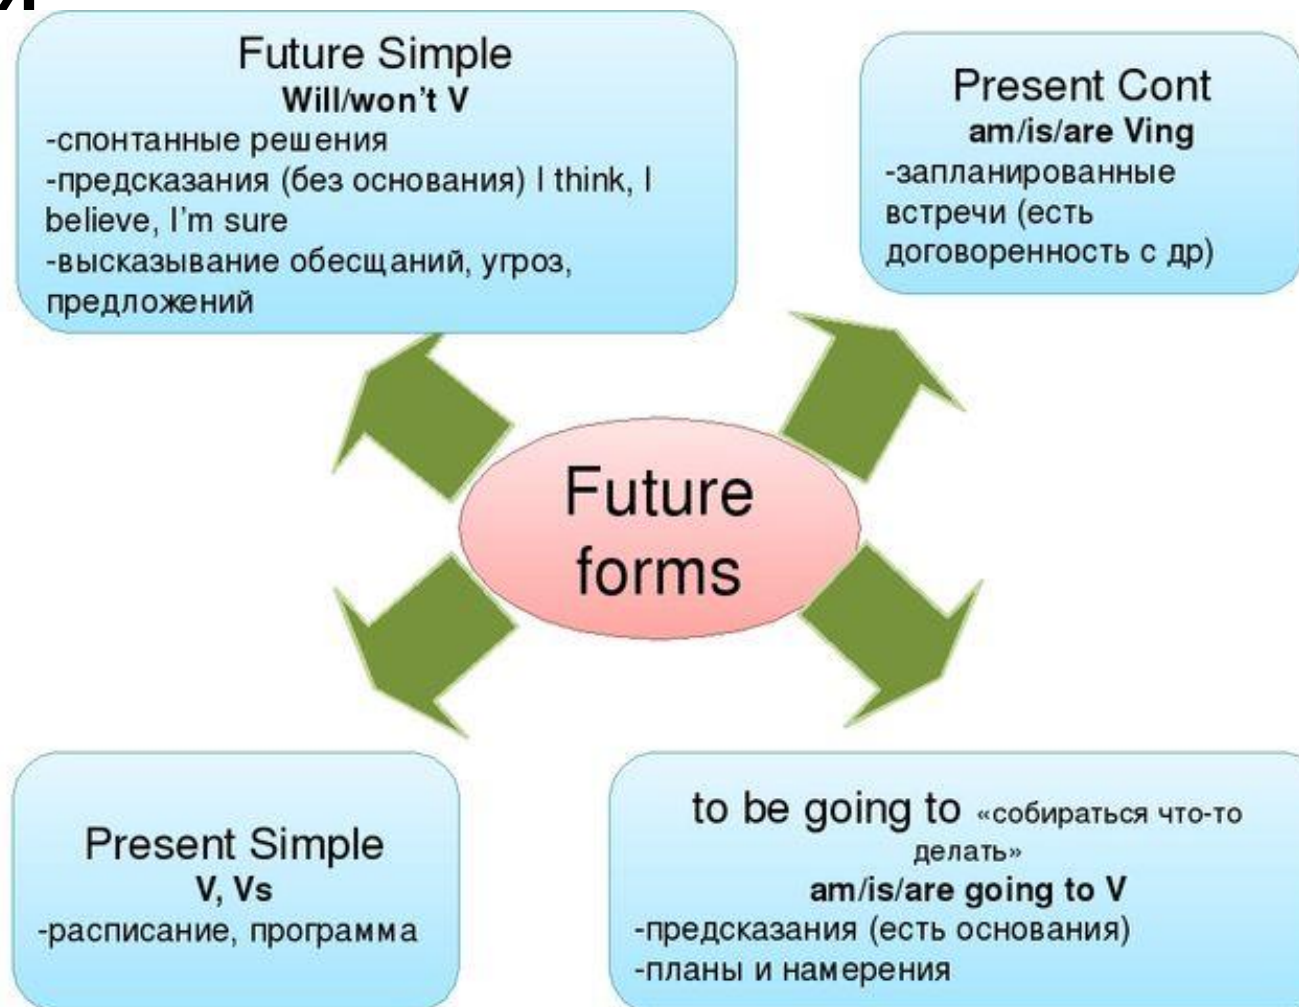 Future Simple
Will/won't V
-спонтанные решения
-предсказания (без основания) I think, I
believe, I'm sure
-высказывание обесщаний, угроз,
предложений
Present Cont
am/is/are Ving
-запланированные
встречи (есть
договоренность с др)
Future
forms
Present Simple
V, Vs
-расписание, программа
to be going to «собираться что-то
делать»
am/is/are going to V
-предсказания (есть основания)
-планы и намерения